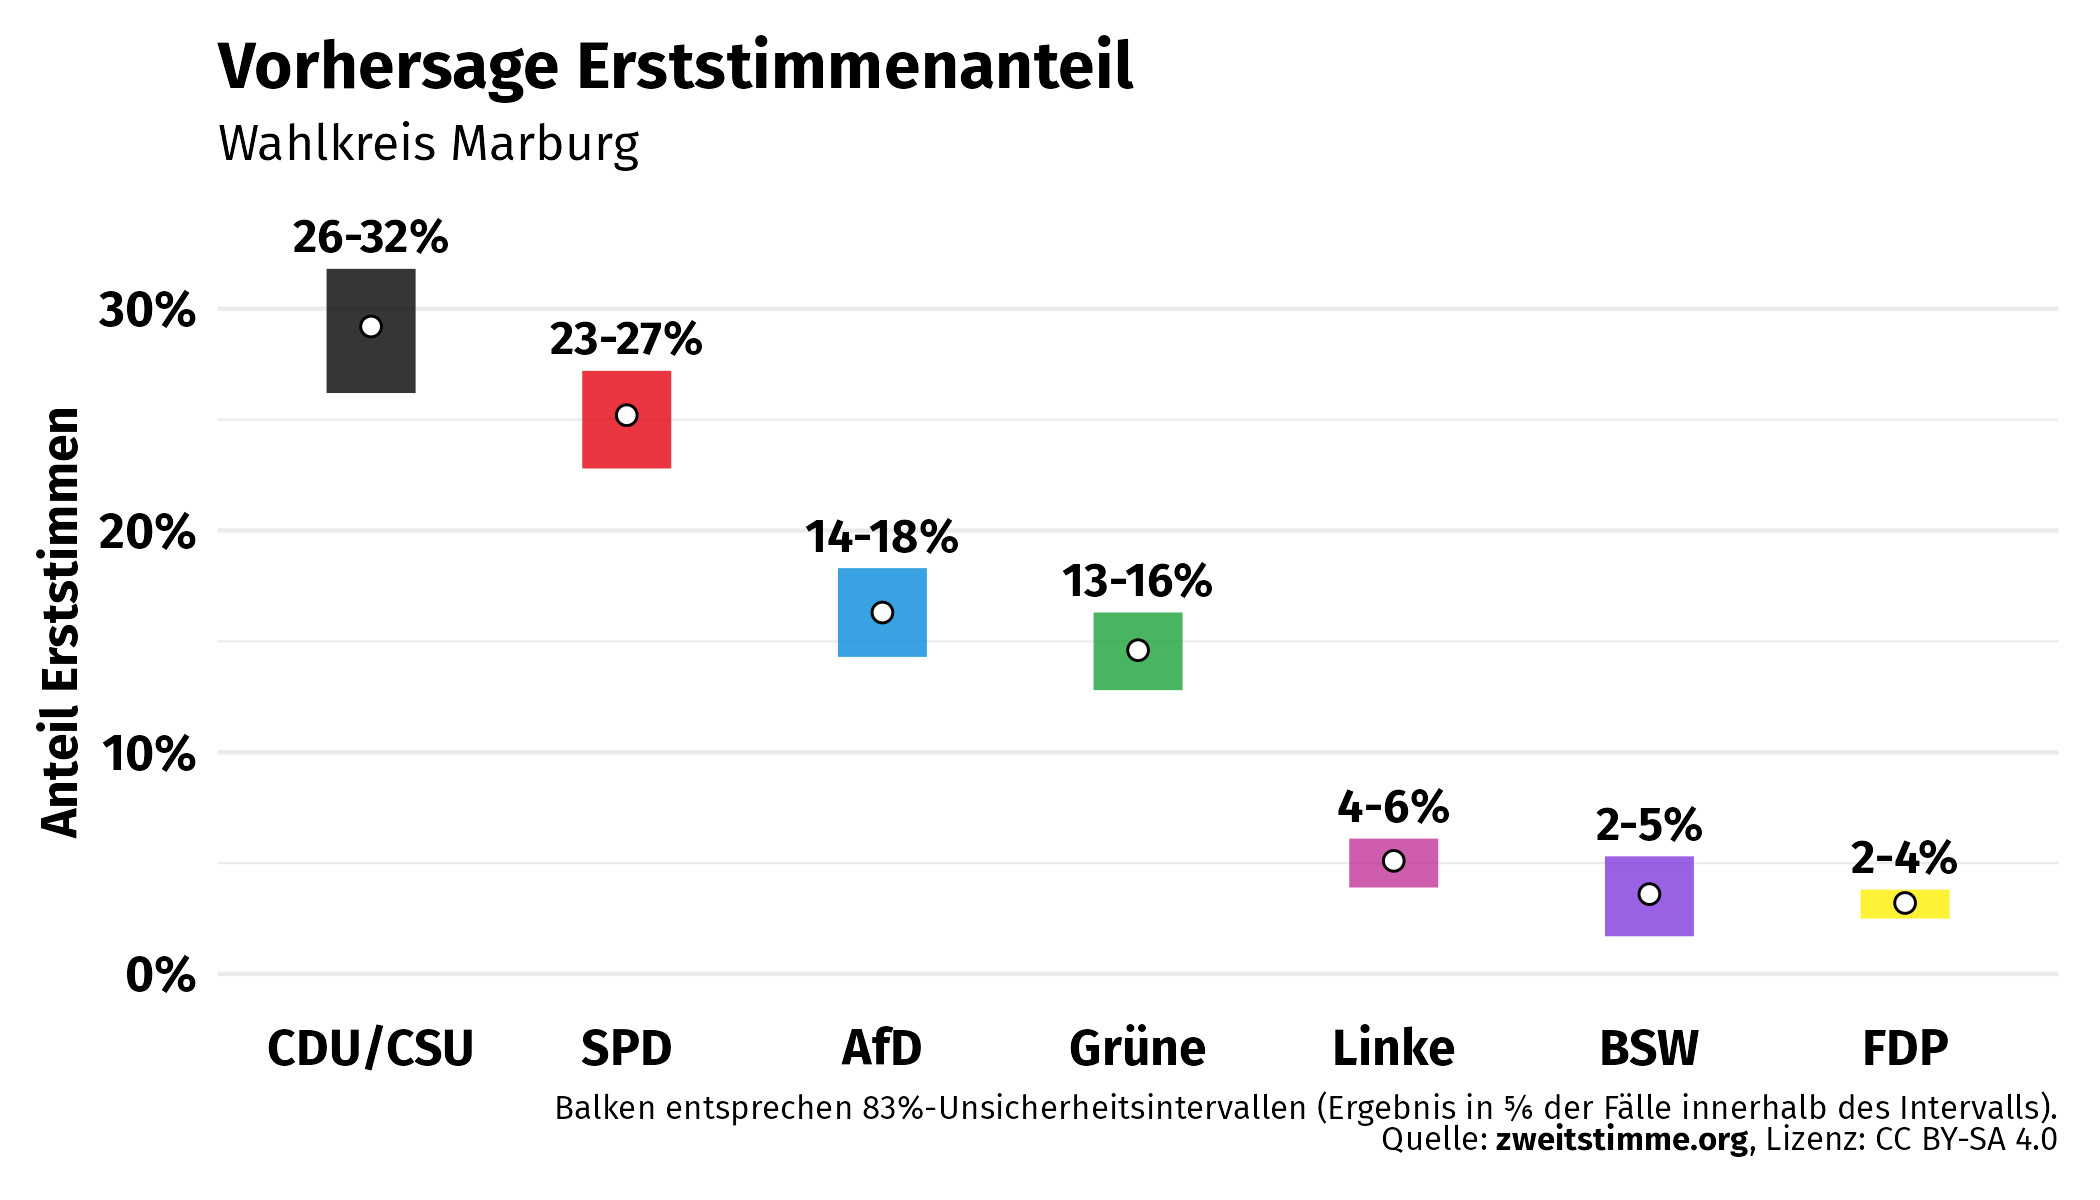 Vorhersage Erststimmenanteil
Wahlkreis Marburg
26-32%
23-27%
14-18%
13-16%
4-6%
2-5%
2-4%
Anteil Erststimmen
30%
20%
10%
0%
CDU/CSU SPD AfD Grüne Linke BSW FDP
Balken entsprechen 83%-Unsicherheitsintervallen (Ergebnis in ⅚ der Fälle innerhalb des Intervalls).
Quelle: zweitstimme.org, Lizenz: CC BY-SA 4.0